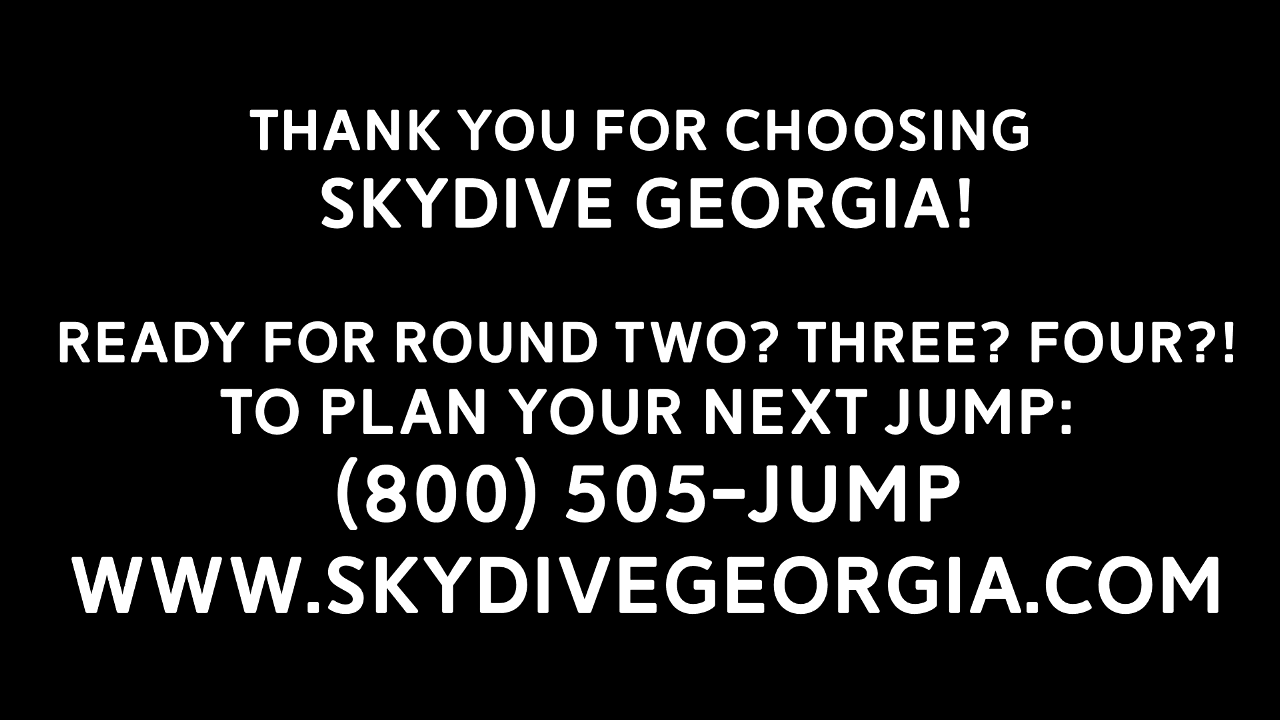 THANK YOU FOR CHOOSING
SKYDIVE GEORGIA!
READY FOR ROUND TWO? THREE? FOUR?!
TO PLAN YOUR NEXT JUMP:
(800) 505-JUMP
WWW.SKYDIVEGEORGIA.COM